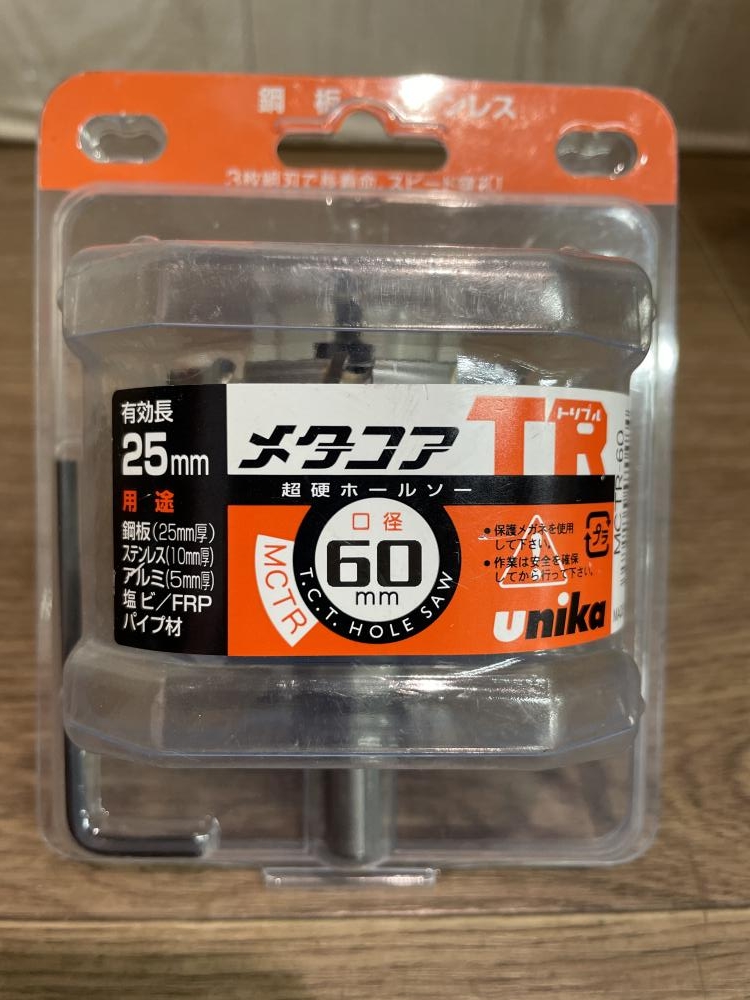 鋼板 ンレス
有効長
25mm
用途
鋼板(25mm厚)
ステンレス(10mm厚)
アルミ(5mm厚)
塩ビ/FRP
パイプ材
メタコア TR
トリプル
超硬ホールソー
口径
60
mm
T.C.T. HOLE SAW
MCTR
●保護メガネを使用
して下さい。
●作業は安全を確保
してから行って下さい。
プラ
unika
MCTR-60